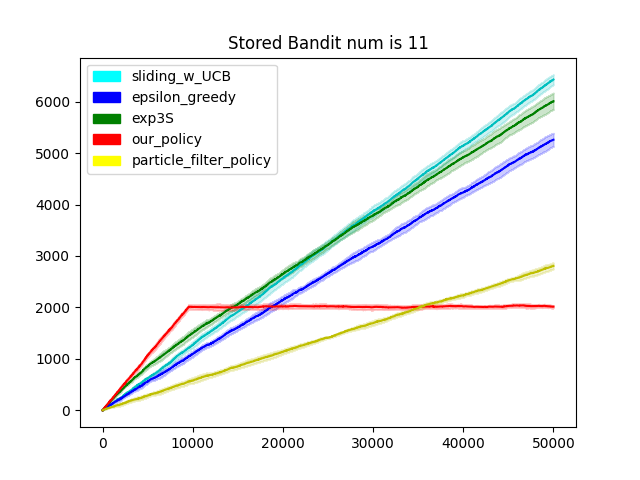 Stored Bandit num is 11
sliding_w_UCB
epsilon_greedy
exp3S
our_policy
particle_filter_policy
6000
5000
4000
3000
2000
1000
0
0 10000 20000 30000 40000 50000